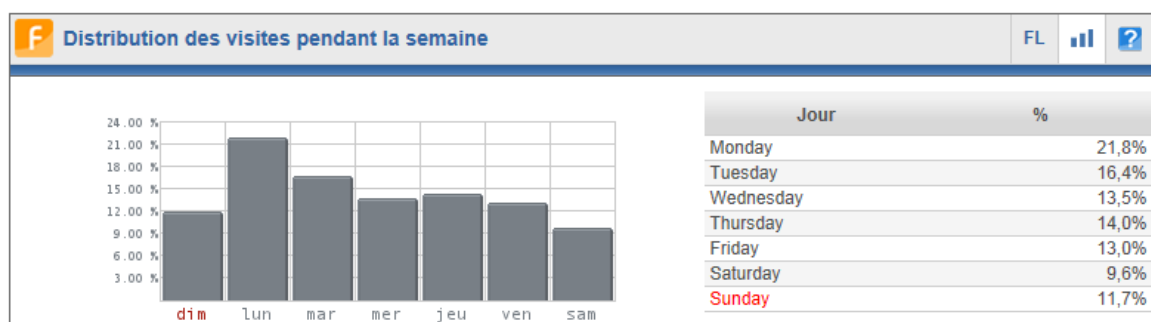 F Distribution des visites pendant la semaine FL ?
24.00 %
21.00 %
18.00 %
15.00 %
12.00 %
9.00 %
6.00 %
3.00 %
dim lun mar mer jeu ven sam
Jour %
Monday 21,8%
Tuesday 16,4%
Wednesday 13,5%
Thursday 14,0%
Friday 13,0%
Saturday 9,6%
Sunday 11,7%